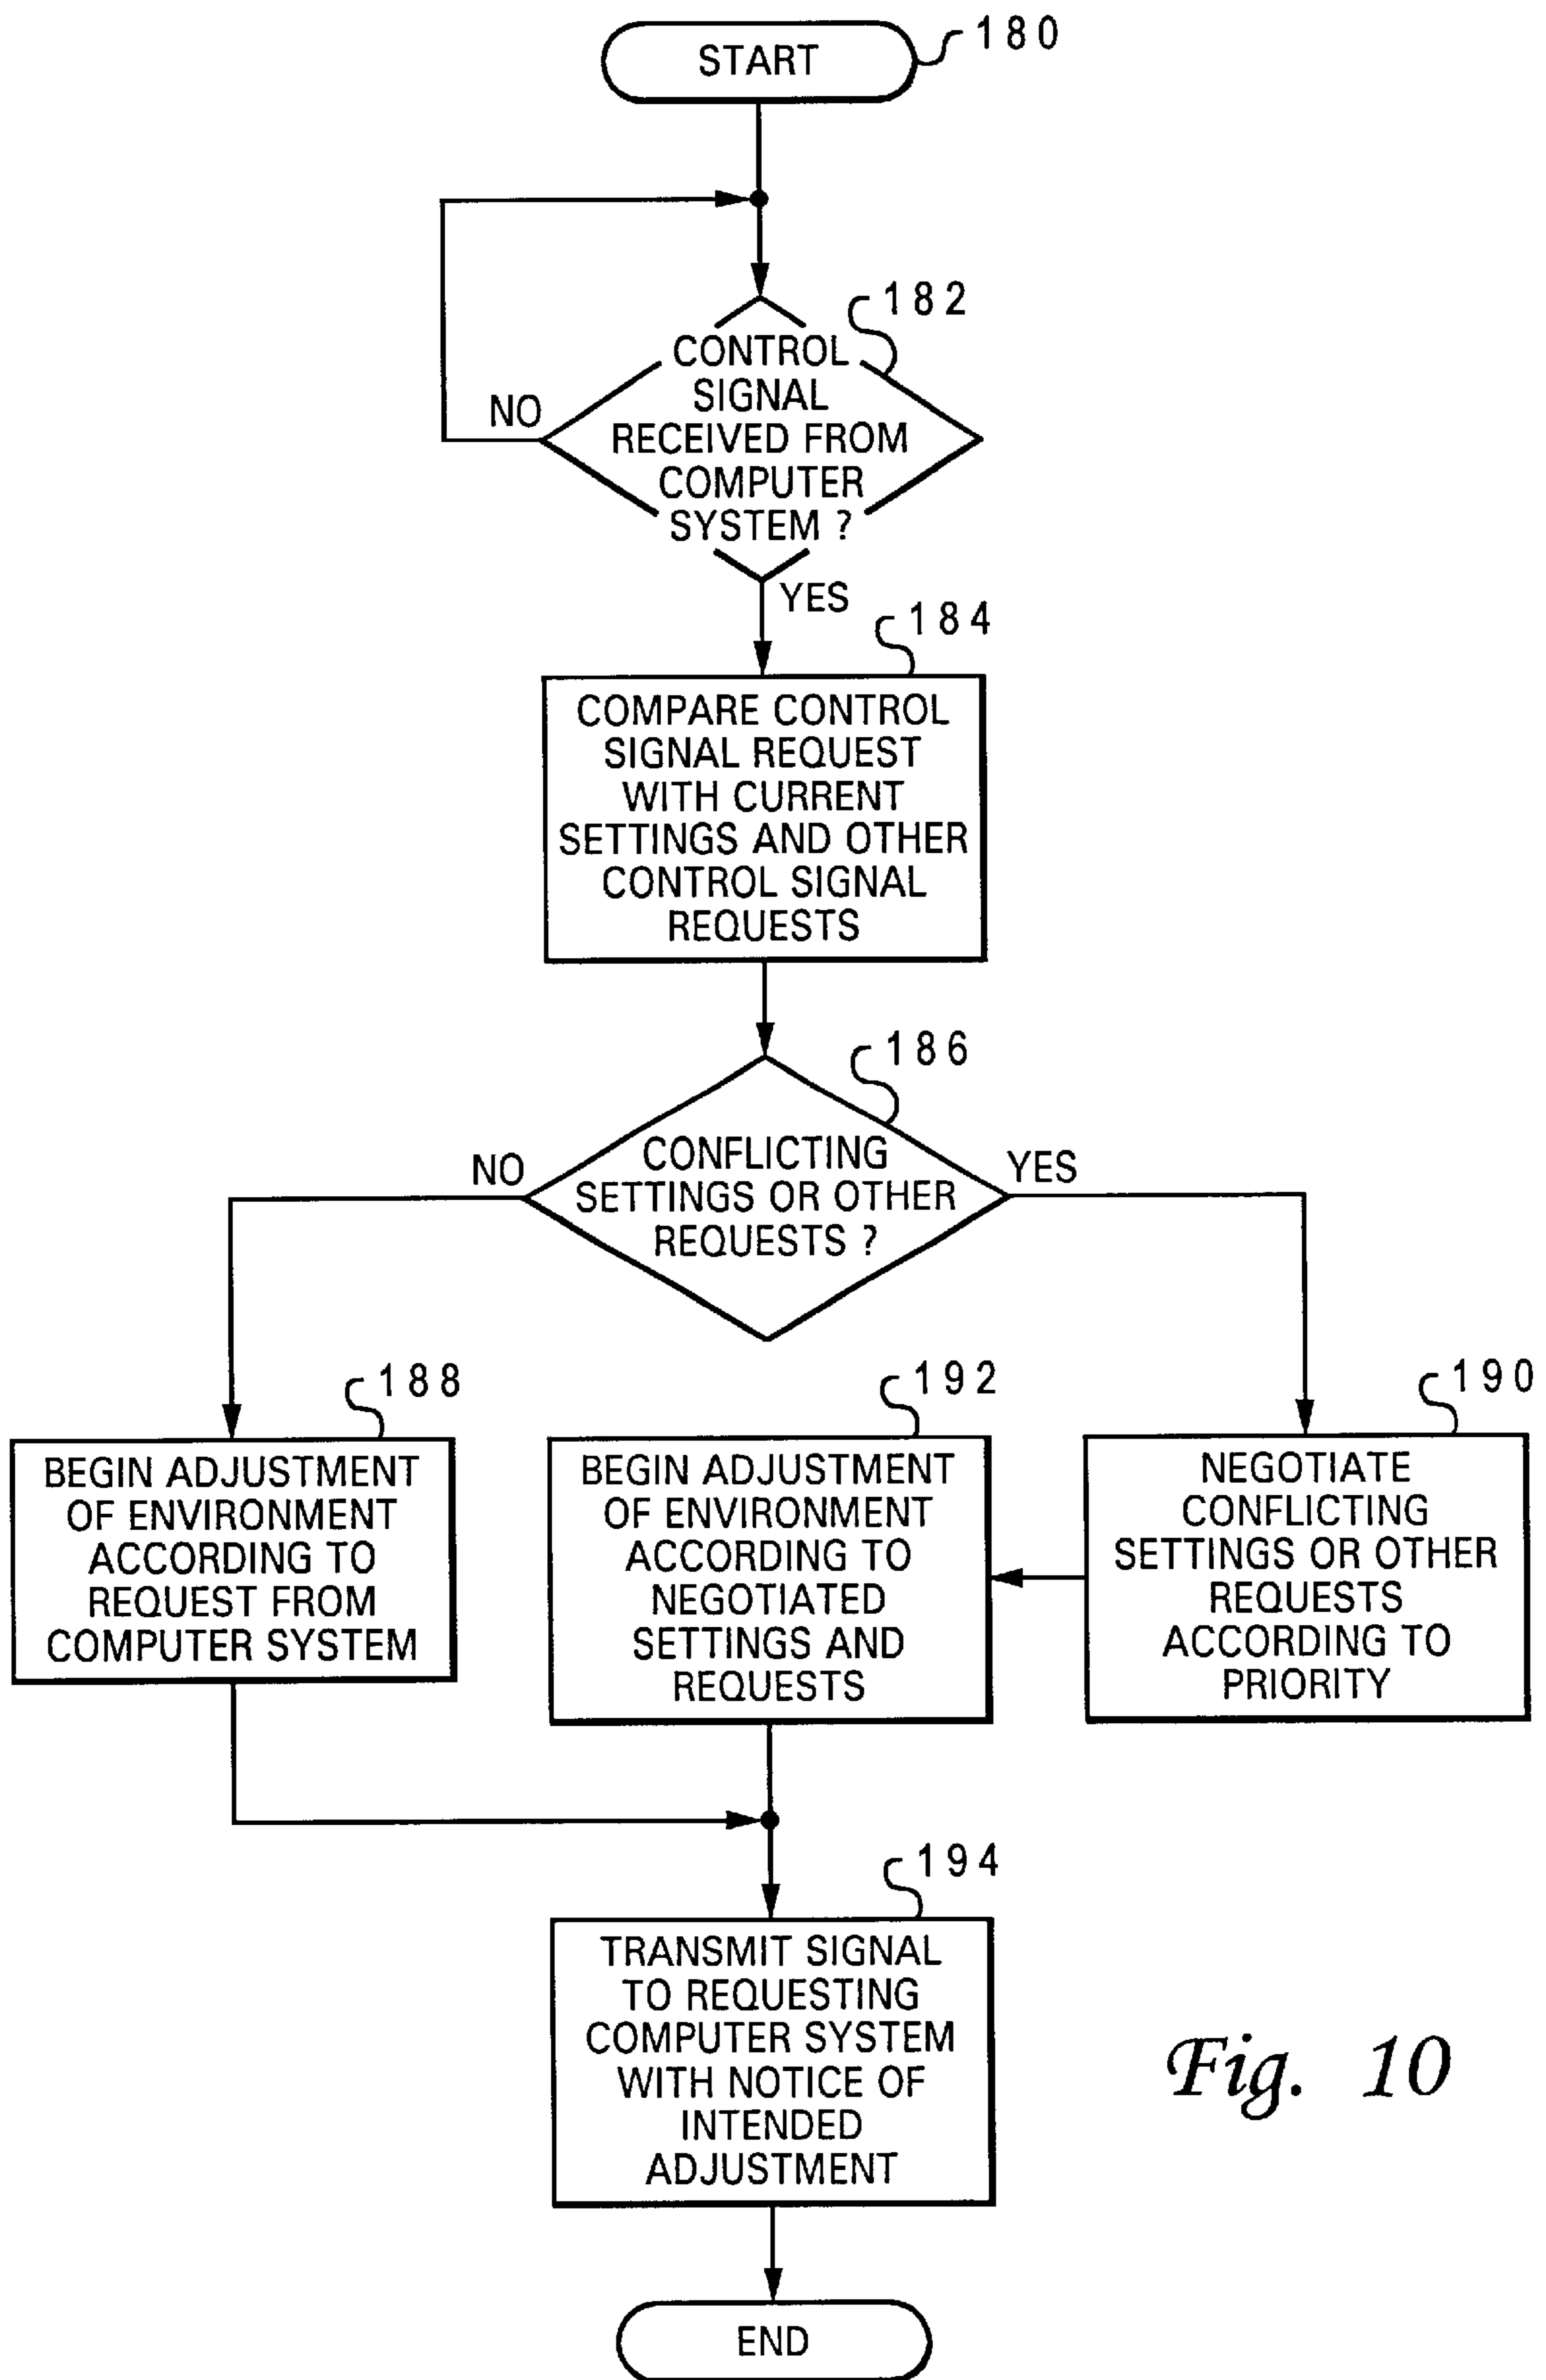 START
180
182
CONTROL
SIGNAL
RECEIVED FROM
COMPUTER
SYSTEM ?
NO
YES
184
COMPARE CONTROL
SIGNAL REQUEST
WITH CURRENT
SETTINGS AND OTHER
CONTROL SIGNAL
REQUESTS
186
CONFLICTING
SETTINGS OR OTHER
REQUESTS ?
NO
YES
188
BEGIN ADJUSTMENT
OF ENVIRONMENT
ACCORDING TO
REQUEST FROM
COMPUTER SYSTEM
192
BEGIN ADJUSTMENT
OF ENVIRONMENT
ACCORDING TO
NEGOTIATED
SETTINGS AND
REQUESTS
190
NEGOTIATE
CONFLICTING
SETTINGS OR OTHER
REQUESTS
ACCORDING TO
PRIORITY
194
TRANSMIT SIGNAL
TO REQUESTING
COMPUTER SYSTEM
WITH NOTICE OF
INTENDED
ADJUSTMENT
Fig. 10
END